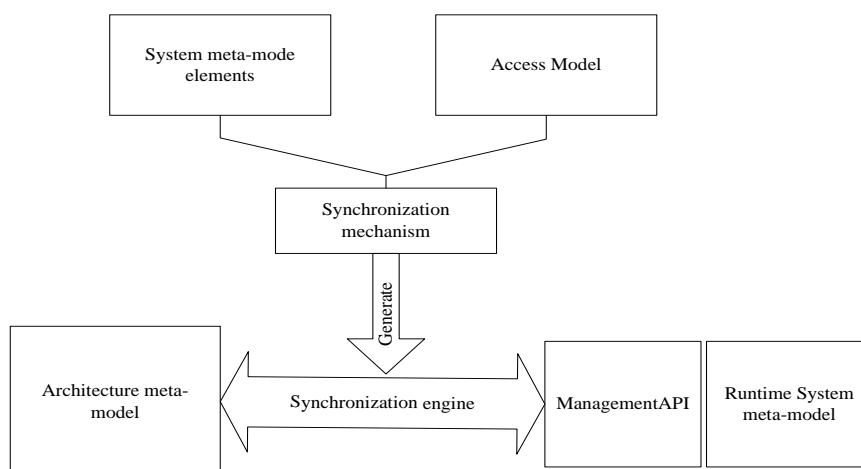 System meta-mode
elements
Access Model
Synchronization
mechanism
Generate
Architecture meta-
model
Synchronization engine
ManagementAPI
Runtime System
meta-model